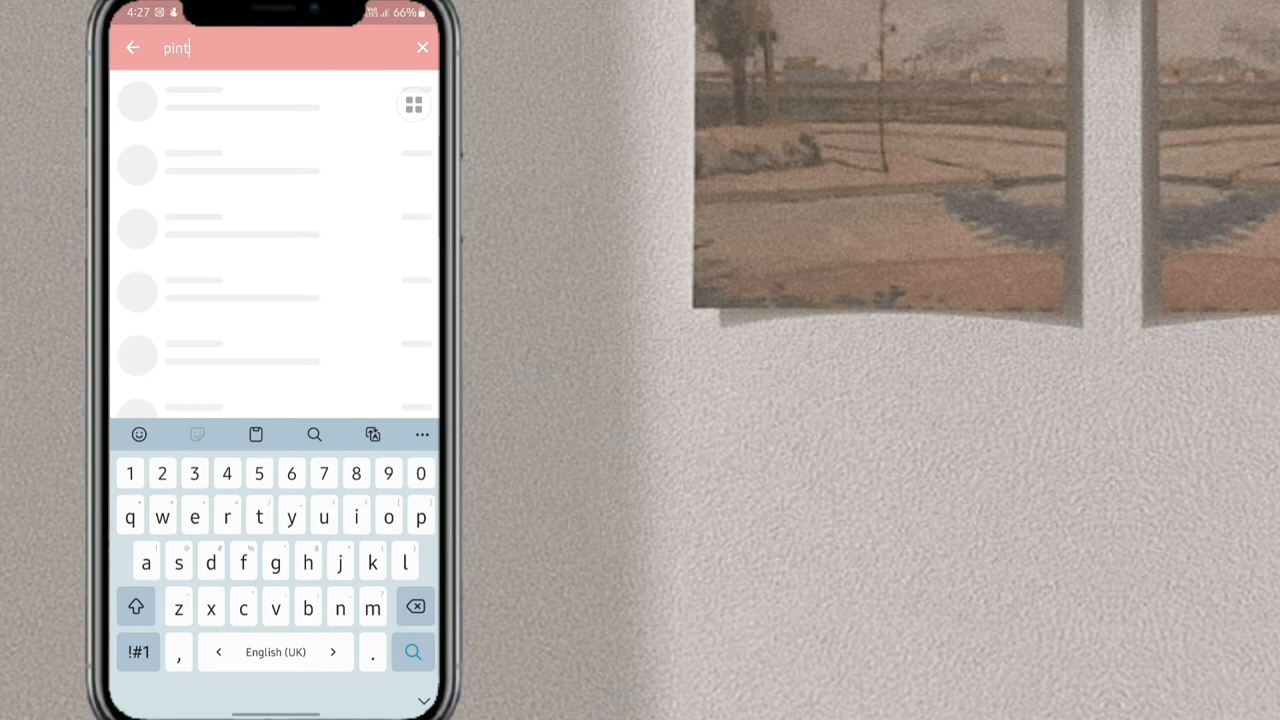 4:27 66%
pint
1 2 3 4 5 6 7 8 9 0
q w e r t y u i o p
a s d f g h j k l
z x c v b n m
!#1 , < English (UK) > .